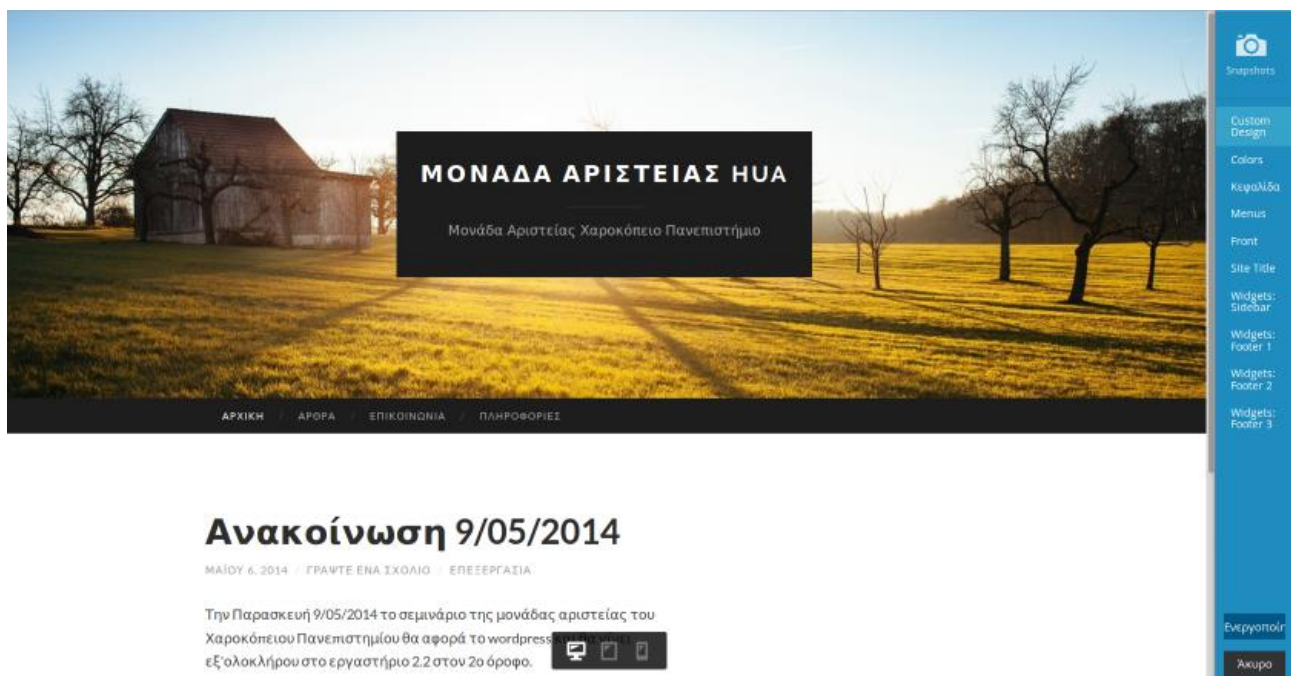 ΜΟΝΑΔΑ ΑΡΙΣΤΕΙΑΣ HUA
Μονάδα Αριστείας Χαροκόπειο Πανεπιστήμιο
ΑΡΧΙΚΗ / ΑΡΘΡΑ / ΕΠΙΚΟΙΝΩΝΙΑ / ΠΛΗΡΟΦΟΡΙΕΣ
Ανακοίνωση 9/05/2014
ΜΑΪΟΥ 6, 2014 / ΓΡΑΨΤΕ ΕΝΑ ΣΧΟΛΙΟ / ΕΠΕΞΕΡΓΑΣΙΑ
Την Παρασκευή 9/05/2014 το σεμινάριο της μονάδας αριστείας του
Χαροκόπειου Πανεπιστημίου θα αφορά το wordpress
εξ'ολοκλήρου στο εργαστήριο 2.2 στον 2ο όροφο.
Snapshots
Custom
Design
Colors
Κεφαλίδα
Menus
Front
Site Title
Widgets:
Sidebar
Widgets:
Footer 1
Widgets:
Footer 2
Widgets:
Footer 3
Ενεργοποίη
Άκυρο